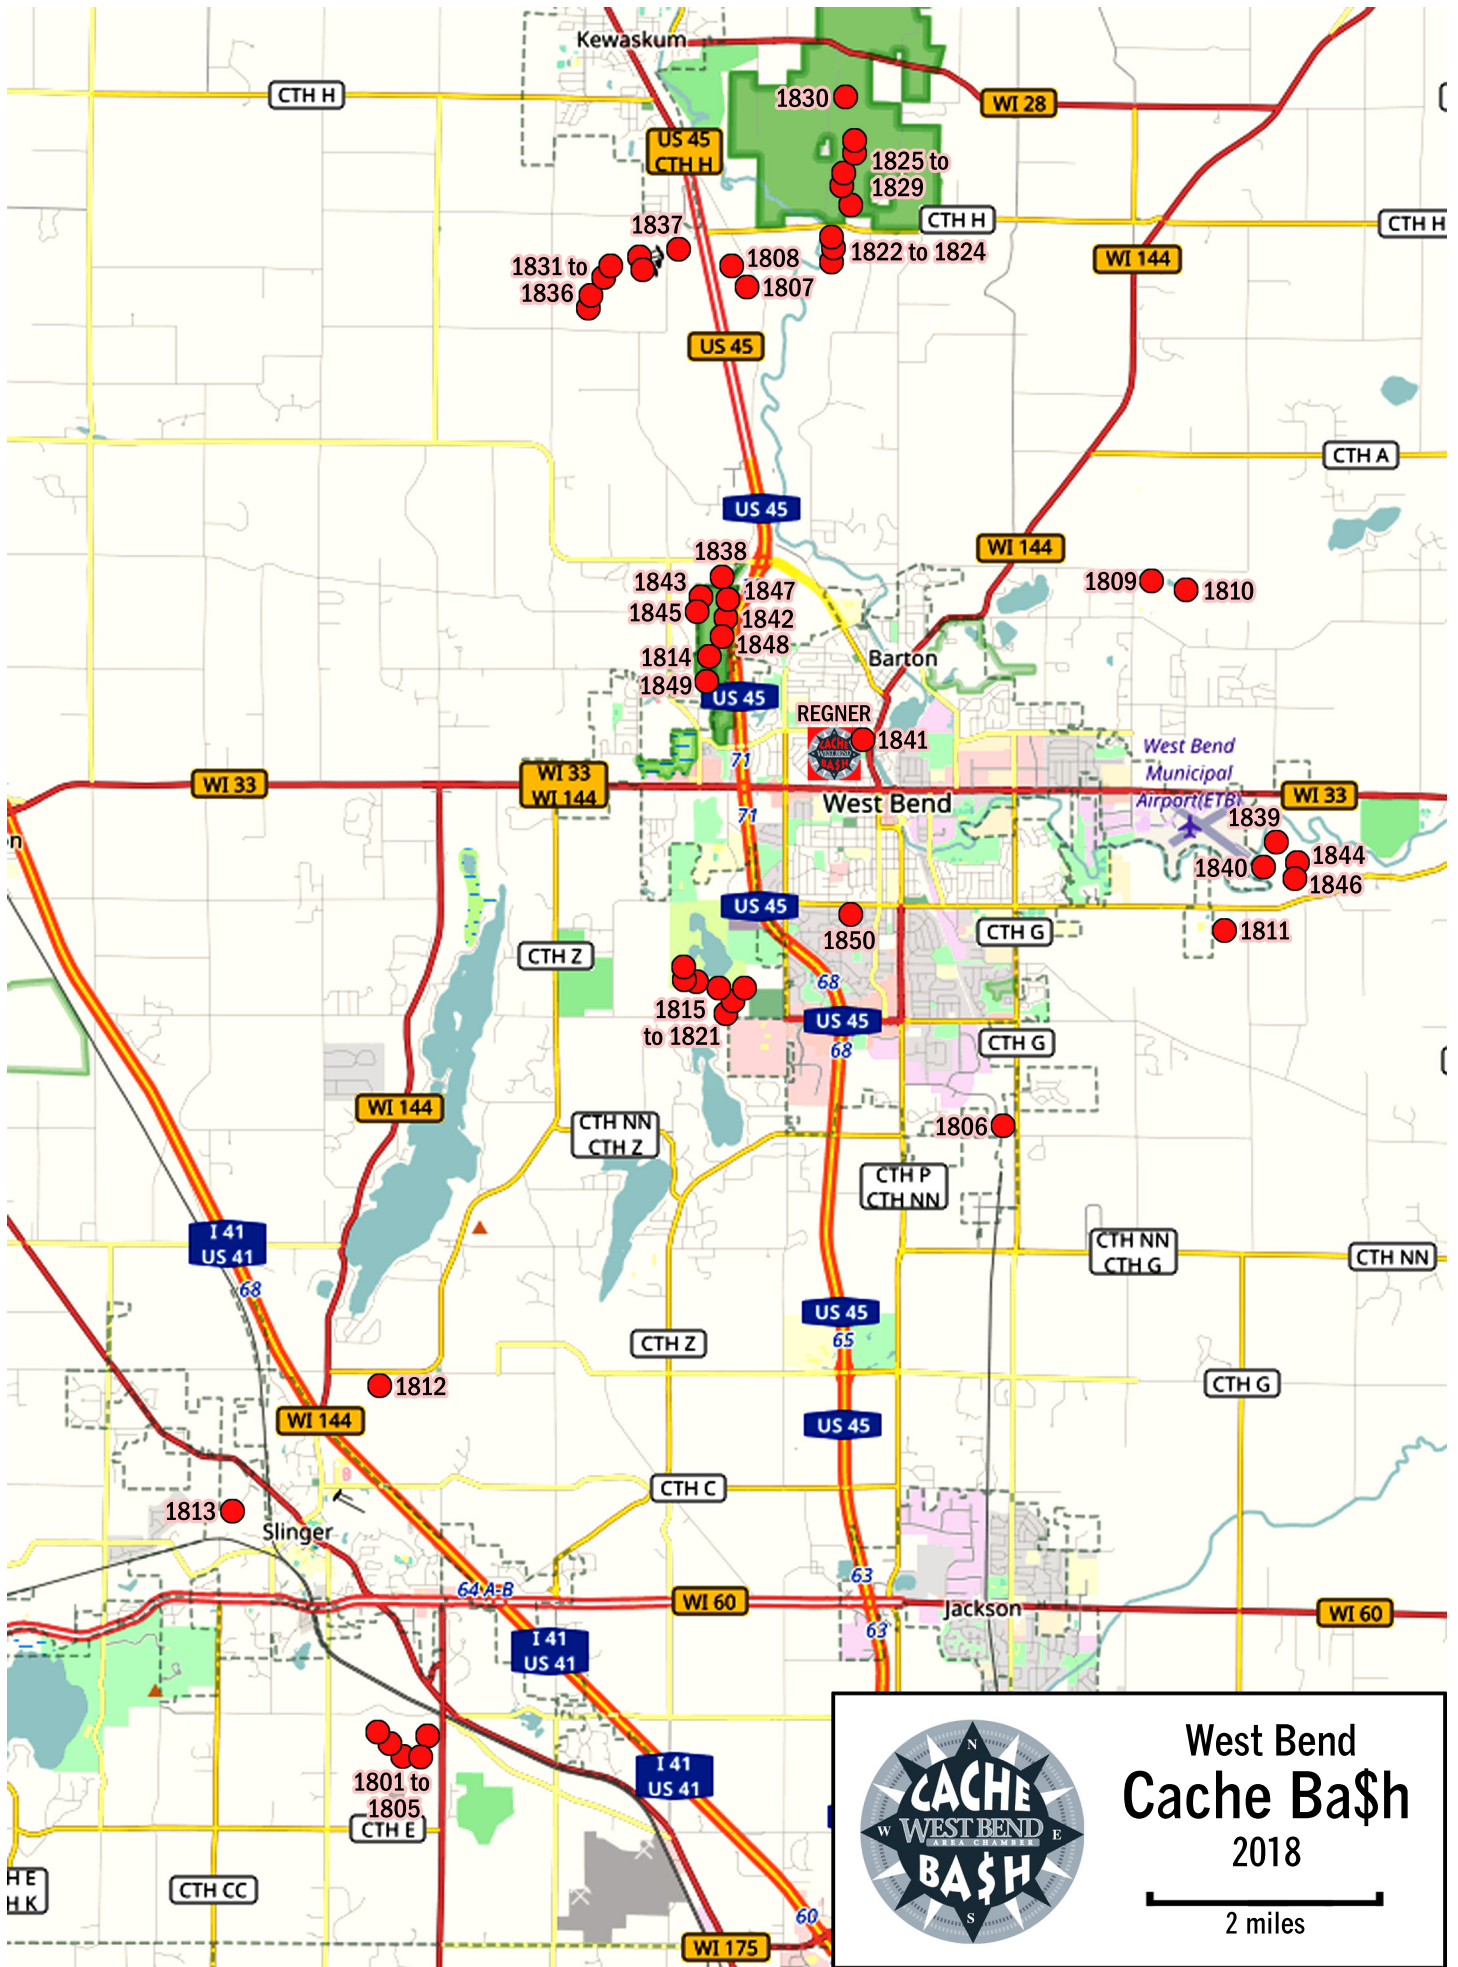 Kewaskum
CTH H
1830
WI 28
US 45
CTH H
1825 to
1829
CTH H
CTH H
1837
1808
1822 to 1824
WI 144
1831 to
1836
1807
US 45
CTH A
US 45
WI 144
1838
1843
1847
1809
1810
1845
1842
1848
Barton
1814
1849
US 45
REGNER
1841
CACHE
WEST BEND
BA$H
West Bend
Municipal
Airport(ETB)
71
WI 33
WI 33
WI 144
WI 33
West Bend
71
1839
n
1840
1844
1846
US 45
1850
CTH G
1811
CTH Z
68
1815
to 1821
US 45
68
CTH G
WI 144
CTH NN
CTH Z
1806
CTH P
CTH NN
I 41
US 41
CTH NN
CTH G
CTH NN
68
US 45
65
CTH Z
1812
CTH G
WI 144
US 45
8
CTH C
1813
Slinger
63
64 A-B
WI 60
Jackson
WI 60
63
I 41
US 41
1801 to
1805
I 41
US 41
CTH E
H E
H K
CTH CC
60
WI 175
N
CACHE
W
WEST BEND
E
AREA CHAMBER
BA$H
S
West Bend
Cache Ba$h
2018
2 miles